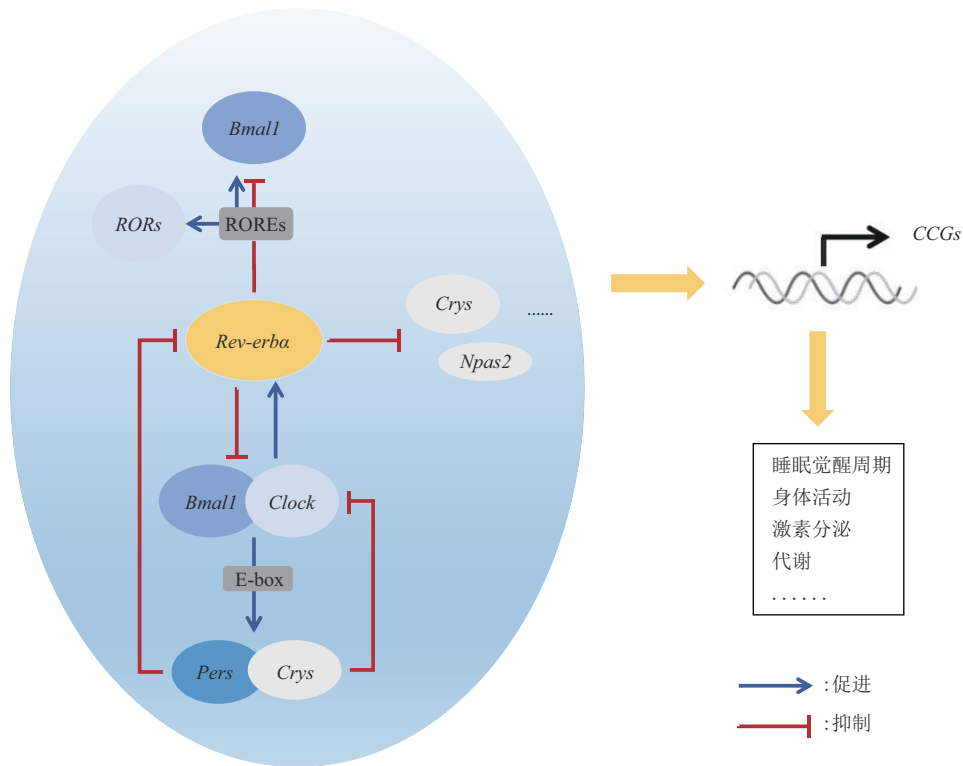 Bmal1
RORs
ROREs
CCGs
Crys
......
Rev-erbα
Npas2
睡眠觉醒周期
身体活动
激素分泌
代谢
......
Bmal1
Clock
E-box
Pers
Crys
:促进
:抑制